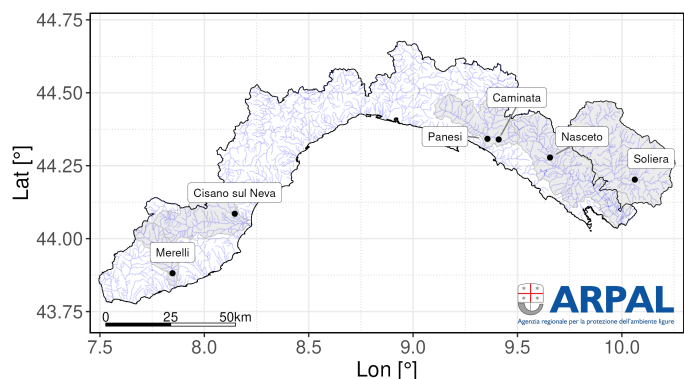 44.75
44.50
44.25
44.00
43.75
Lat [°]
Caminata
Panesi
Nasceto
Soliera
Cisano sul Neva
Merelli
0 25 50km
ARPAL
Agenzia regionale per la protezione dell'ambiente ligure
7.5 8.0 8.5 9.0 9.5 10.0
Lon [°]